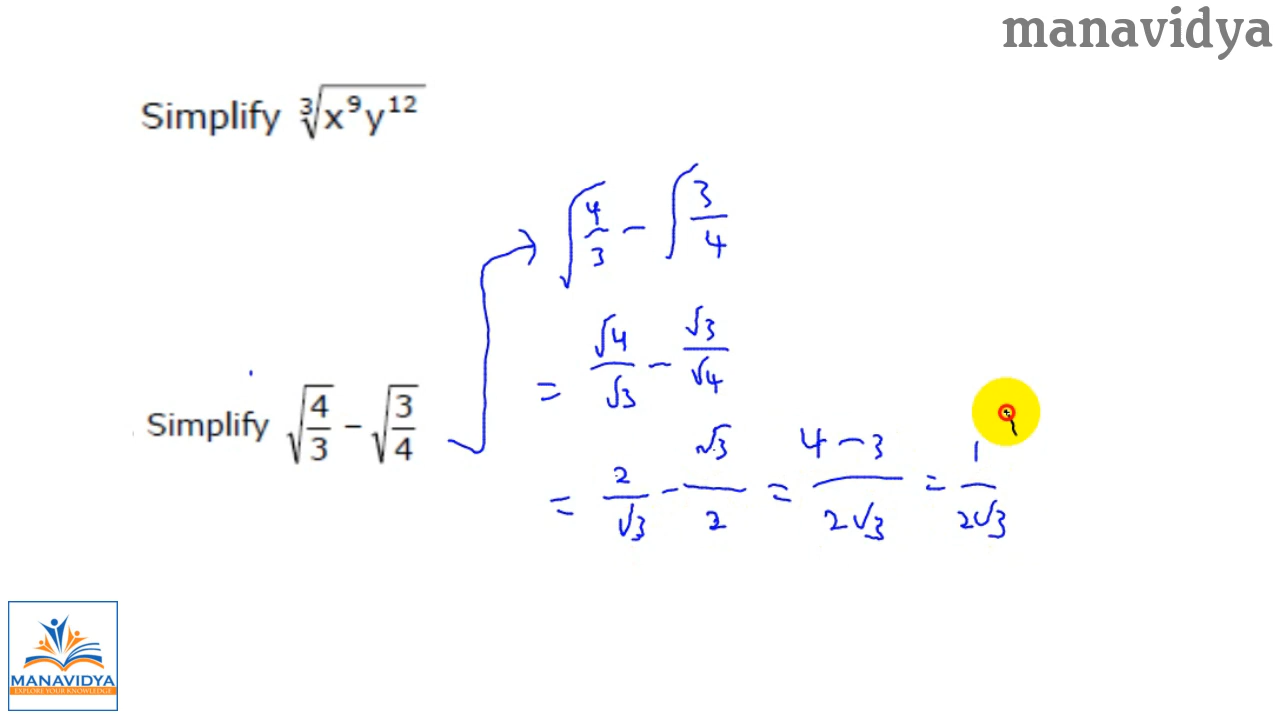 manavidya
Simplify ∛x⁹y¹²
√4/3 − √3/4
= √4/√3 − √3/√4
Simplify √4/3 − √3/4
= 2/√3 − √3/2 = 4 − 3/2√3 = 1/2√3
MANAVIDYA
EXPLORE YOUR KNOWLEDGE